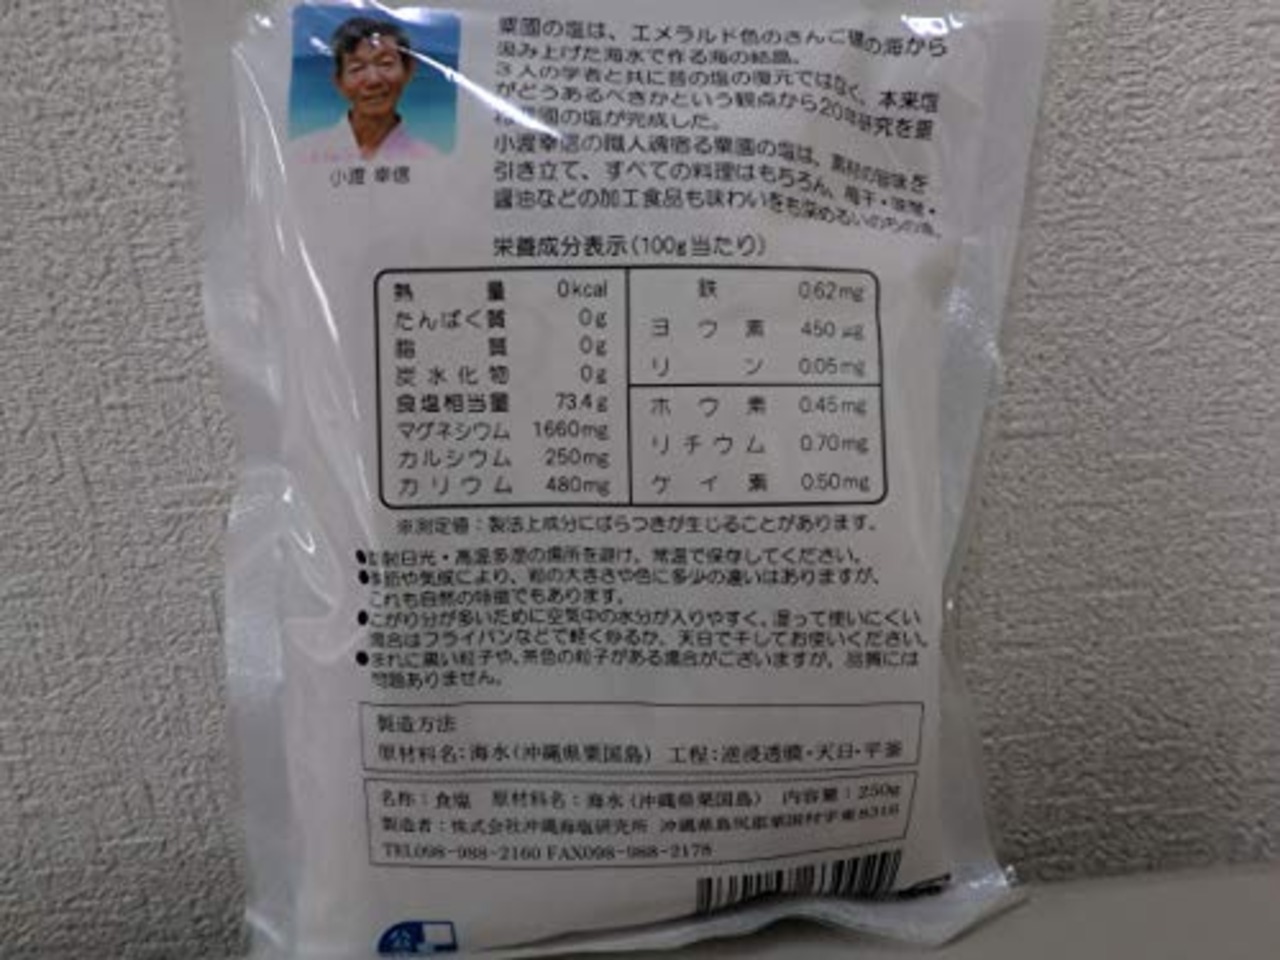 粟國の塩は、エメラルド色のさんご礁の海から
汲み上げた海水で作る海の結晶。
3人の学者と共に昔の塩の復元ではなく、本来塩
がどうあるべきかという観点から20年研究を重
粟國の塩が完成した。
小渡幸信の職人魂宿る粟國の塩は、素材の旨味を
引き立て、すべての料理はもちろん、梅干・味噌・
醤油などの加工食品も味わいをも深めるいのちの塩。
小渡 幸信
栄養成分表示(100g当たり)
熱量 0kcal
たんぱく質 0g
脂質 0g
炭水化物 0g
食塩相当量 73.4g
マグネシウム 1660mg
カルシウム 250mg
カリウム 480mg
鉄 0.62mg
ヨウ素 450μg
リン 0.05mg
ホウ素 0.45mg
リチウム 0.70mg
ケイ素 0.50mg
※測定値：製法上成分にばらつきが生じることがあります。
●直射日光・高温多湿の場所を避け、常温で保存してください。
●季節や気候により、粒の大きさや色に多少の違いはありますが、
これも自然の特徴でもあります。
●にがり分が多いために空気中の水分が入りやすく、湿って使いにくい
場合はフライパンなどで軽く炒るか、天日で干してお使いください。
●まれに黒い粒子や、茶色の粒子がある場合がございますが、品質には
問題ありません。
製造方法
原材料名：海水(沖縄県粟国島) 工程：逆浸透膜・天日・平釜
名称：食塩 原材料名：海水(沖縄県粟国島) 内容量：250g
製造者：株式会社沖縄海塩研究所 沖縄県島尻郡粟国村字東8316
TEL098-988-2160 FAX098-988-2178
公